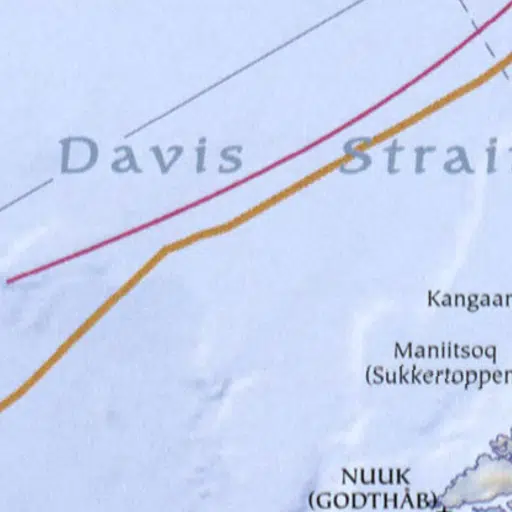 Davis Strai
Kangaar
Maniitsoq
(Sukkertoppen
NUUK
(GODTHÅB)